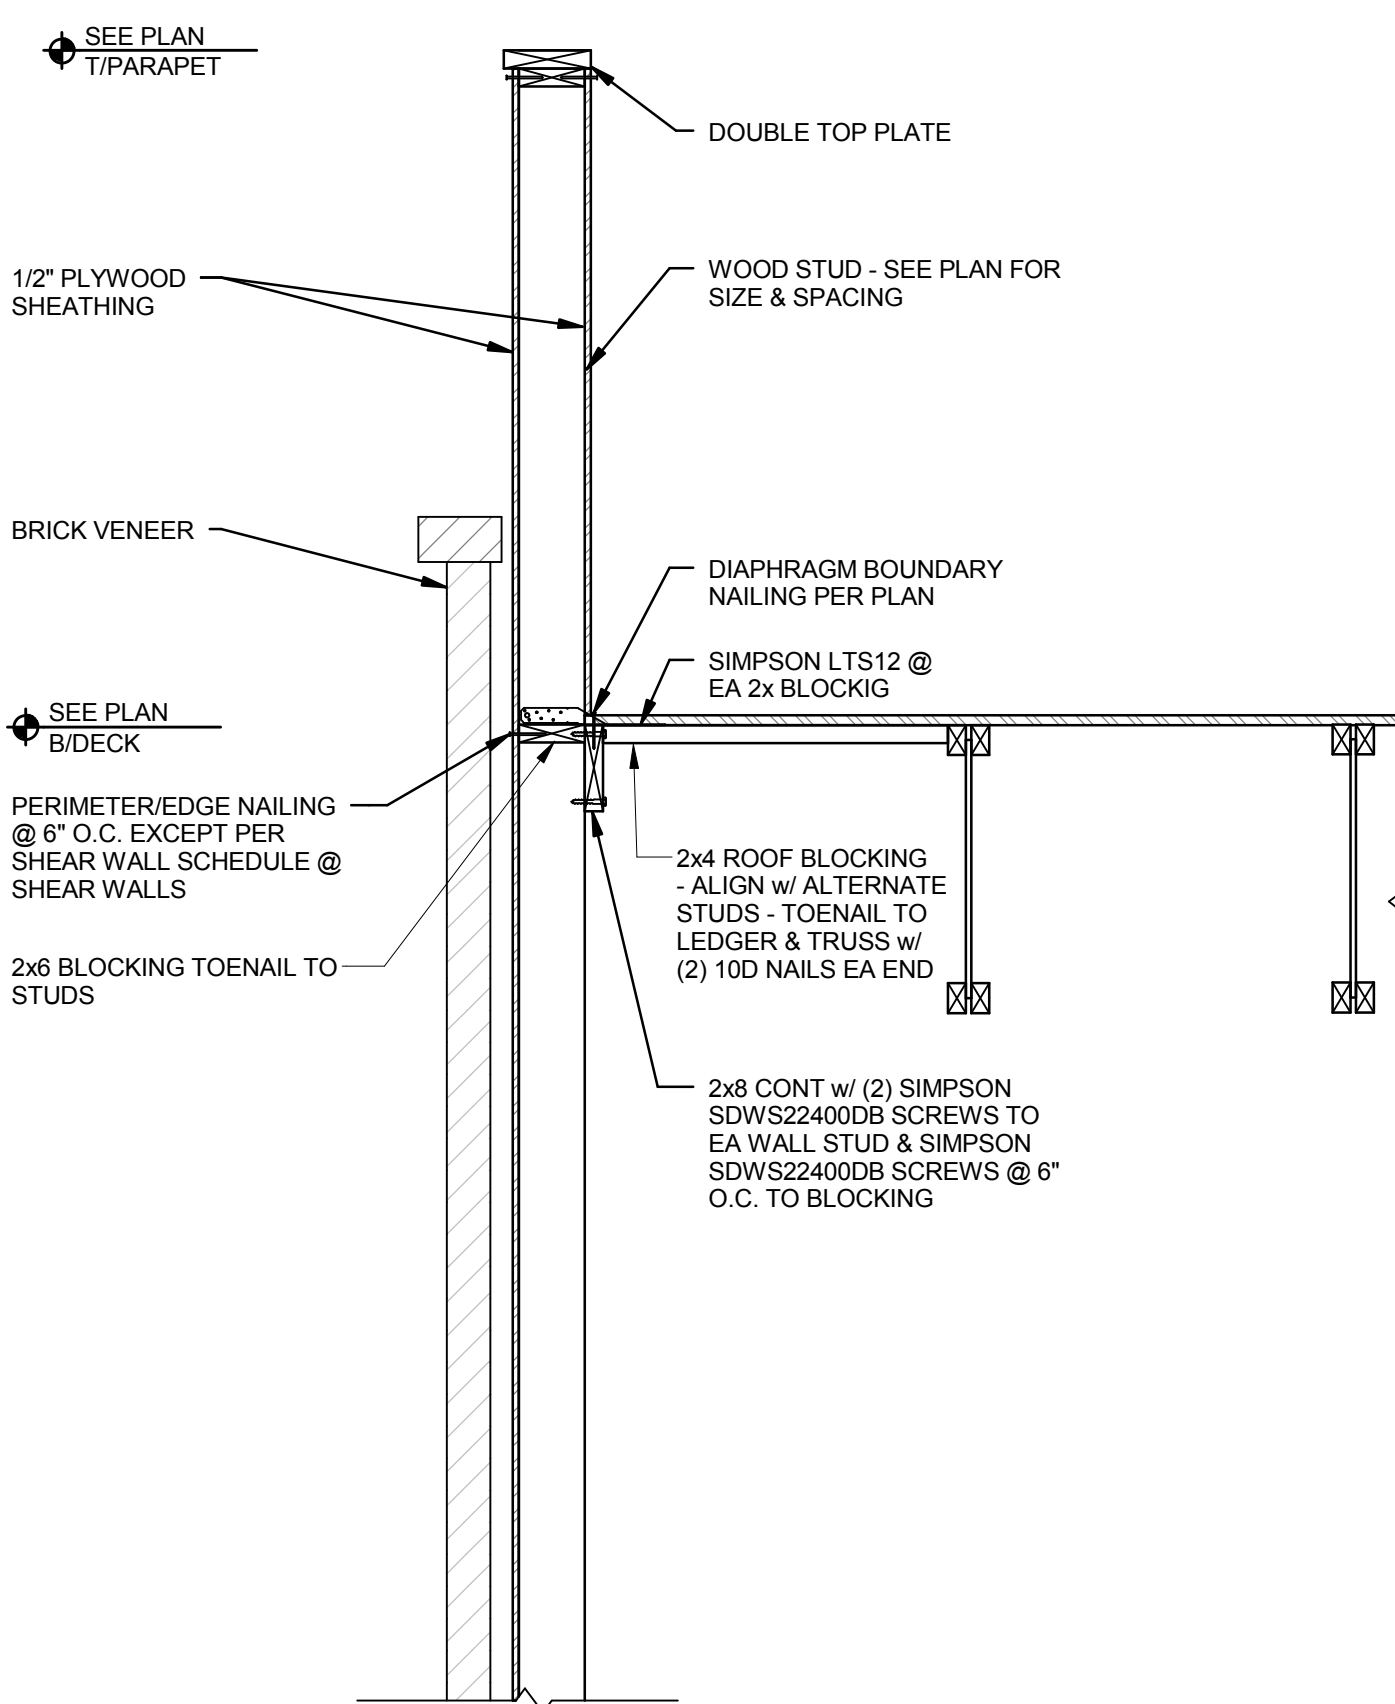 SEE PLAN
T/PARAPET
DOUBLE TOP PLATE
1/2" PLYWOOD
SHEATHING
WOOD STUD - SEE PLAN FOR
SIZE & SPACING
BRICK VENEER
DIAPHRAGM BOUNDARY
NAILING PER PLAN
SIMPSON LTS12 @
EA 2x BLOCKIG
SEE PLAN
B/DECK
PERIMETER/EDGE NAILING
@ 6" O.C. EXCEPT PER
SHEAR WALL SCHEDULE @
SHEAR WALLS
2x4 ROOF BLOCKING
- ALIGN w/ ALTERNATE
STUDS - TOENAIL TO
LEDGER & TRUSS w/
(2) 10D NAILS EA END
2x6 BLOCKING TOENAIL TO
STUDS
2x8 CONT w/ (2) SIMPSON
SDWS22400DB SCREWS TO
EA WALL STUD & SIMPSON
SDWS22400DB SCREWS @ 6"
O.C. TO BLOCKING